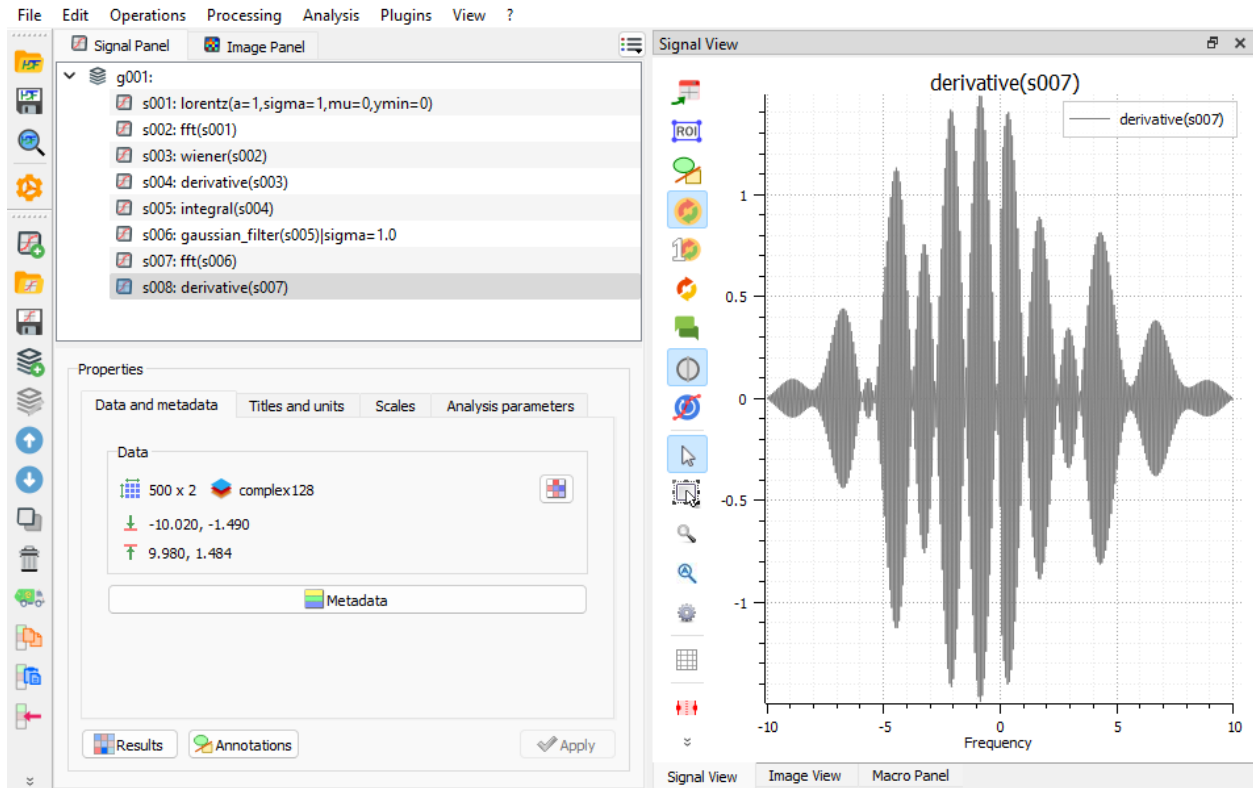 File Edit Operations Processing Analysis Plugins View ?
Signal Panel Image Panel
g001:
s001: lorentz(a=1,sigma=1,mu=0,ymin=0)
s002: fft(s001)
s003: wiener(s002)
s004: derivative(s003)
s005: integral(s004)
s006: gaussian_filter(s005)|sigma=1.0
s007: fft(s006)
s008: derivative(s007)
Properties
Data and metadata Titles and units Scales Analysis parameters
Data
500 x 2 complex128
-10.020, -1.490
9.980, 1.484
Metadata
Results Annotations Apply
Signal View
derivative(s007)
derivative(s007)
ROI
1
0.5
0
-0.5
-1
-10 -5 0 5 10
Frequency
Signal View Image View Macro Panel